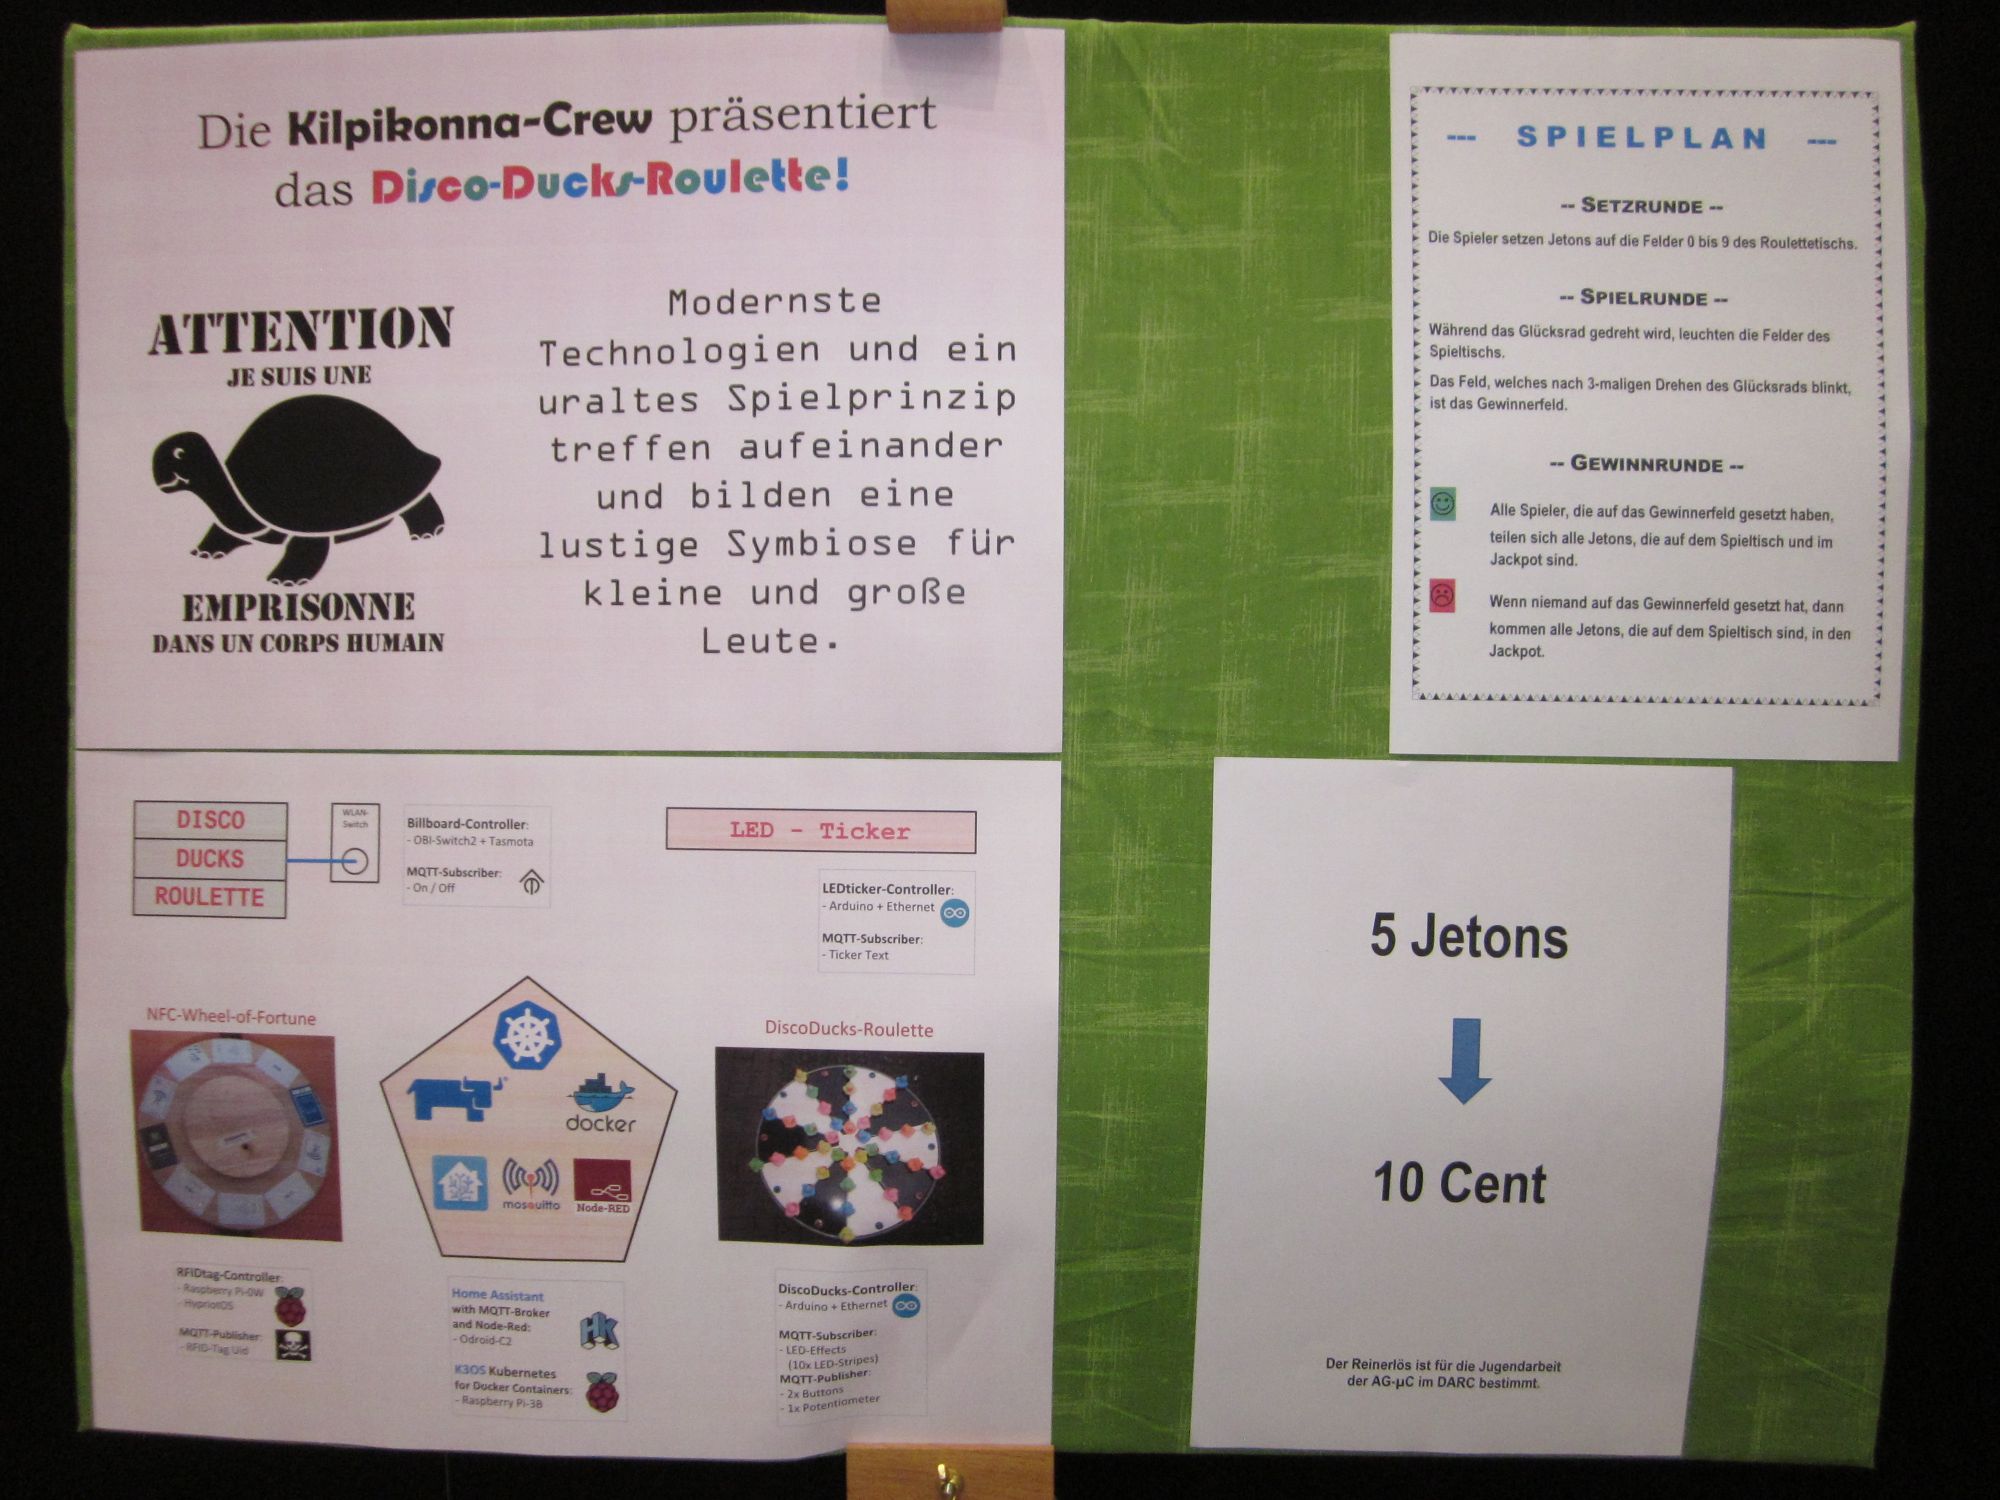 Die Kilpikonna-Crew präsentiert
das Disco-Ducks-Roulette!
ATTENTION
JE SUIS UNE
EMPRISONNE
DANS UN CORPS HUMAIN
Modernste
Technologien und ein
uraltes Spielprinzip
treffen aufeinander
und bilden eine
lustige Symbiose für
kleine und große
Leute.
--- SPIELPLAN ---
-- SETZRUNDE --
Die Spieler setzen Jetons auf die Felder 0 bis 9 des Roulettetischs.
-- SPIELRUNDE --
Während das Glücksrad gedreht wird, leuchten die Felder des
Spieltischs.
Das Feld, welches nach 3-maligen Drehen des Glücksrads blinkt,
ist das Gewinnerfeld.
-- GEWINNRUNDE --
Alle Spieler, die auf das Gewinnerfeld gesetzt haben,
teilen sich alle Jetons, die auf dem Spieltisch und im
Jackpot sind.
Wenn niemand auf das Gewinnerfeld gesetzt hat, dann
kommen alle Jetons, die auf dem Spieltisch sind, in den
Jackpot.
DISCO
DUCKS
ROULETTE
WLAN-
Switch
Billboard-Controller:
- OBI-Switch2 + Tasmota
MQTT-Subscriber:
- On / Off
LED - Ticker
LEDticker-Controller:
- Arduino + Ethernet
MQTT-Subscriber:
- Ticker Text
NFC-Wheel-of-Fortune
docker
mosquitto
Node-RED
DiscoDucks-Roulette
RFIDtag-Controller:
- Raspberry Pi-0W
- HypriotOS
MQTT-Publisher:
- RFID-Tag Uid
Home Assistant
with MQTT-Broker
and Node-Red:
- Odroid-C2
HK
K3OS Kubernetes
for Ducker Containers:
- Raspberry Pi-3B
DiscoDucks-Controller:
- Arduino + Ethernet
MQTT-Subscriber:
- LED-Effects
(10x LED-Stripes)
MQTT-Publisher:
- 2x Buttons
- 1x Potentiometer
5 Jetons
10 Cent
Der Reinerlös ist für die Jugendarbeit
der AG-µC im DARC bestimmt.